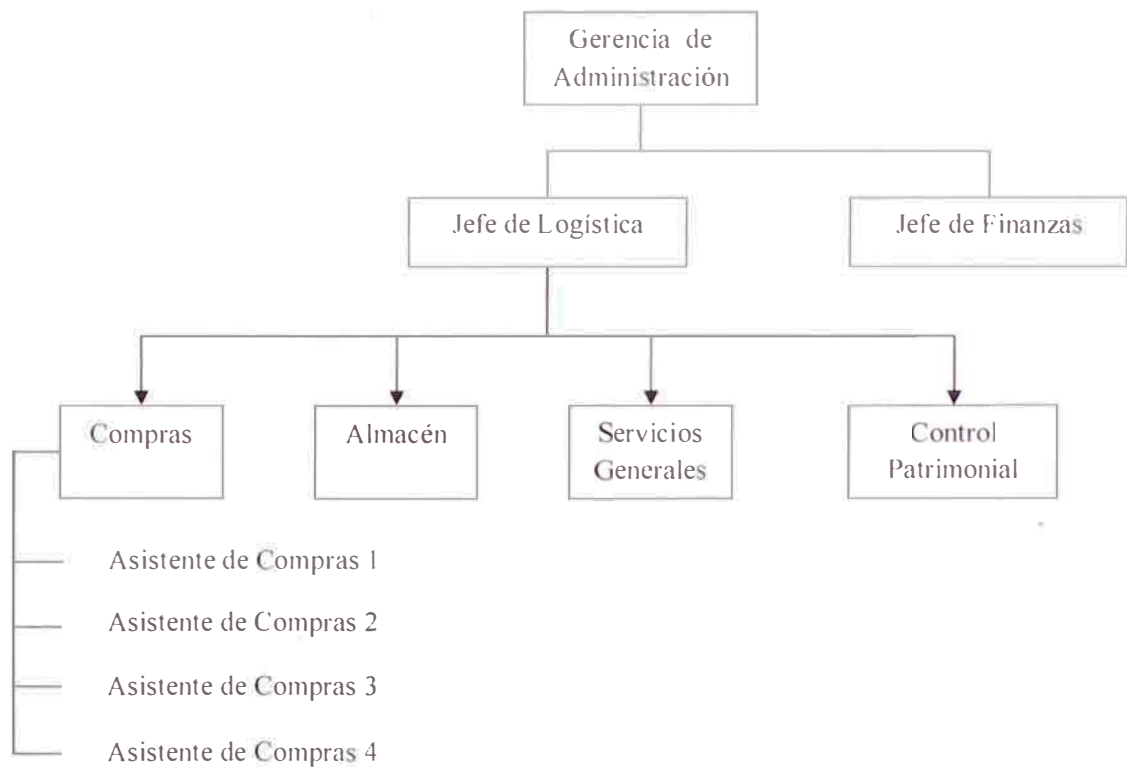 Gerencia de
Administración
Jefe de Logística
Jefe de Finanzas
Compras
Almacén
Servicios
Generales
Control
Patrimonial
Asistente de Compras 1
Asistente de Compras 2
Asistente de Compras 3
Asistente de Compras 4